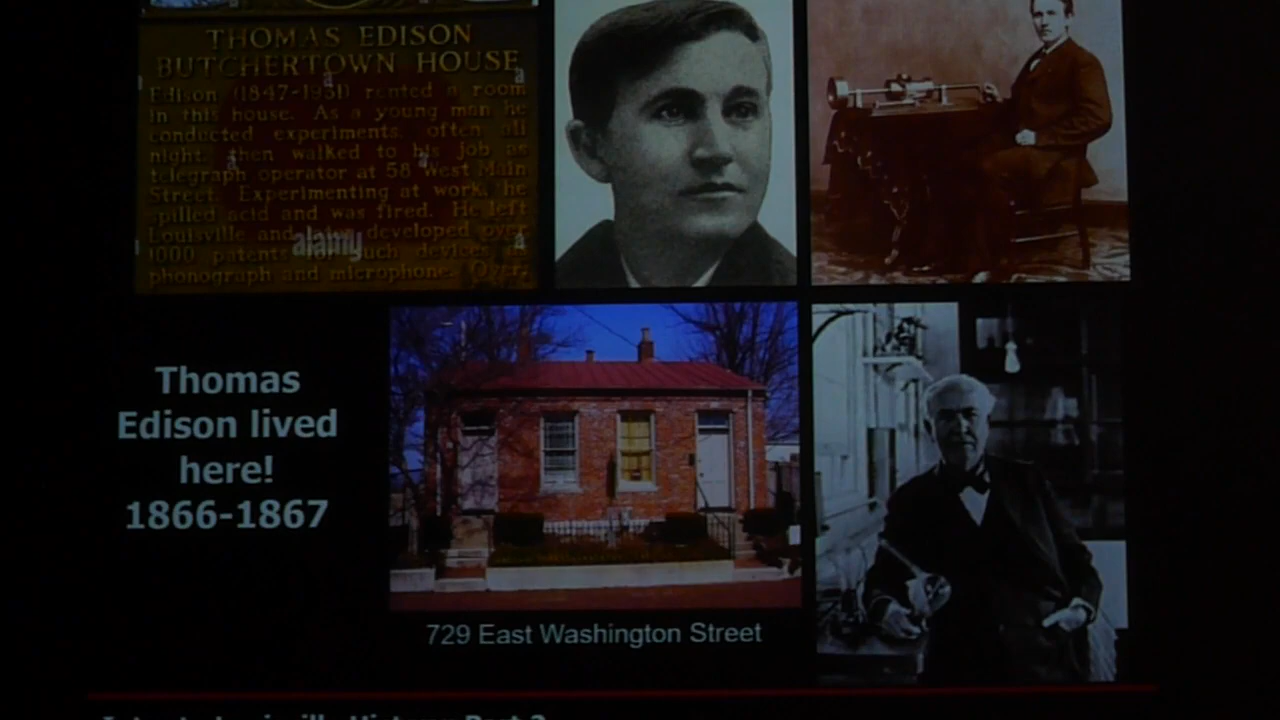 THOMAS EDISON
BUTCHERTOWN HOUSE
Edison (1847-1931) rented a room
in this house. As a young man he
conducted experiments, often all
night, then walked to his job as
telegraph operator at 58 West Main
Street. Experimenting at work, he
spilled acid and was fired. He left
Louisville and developed over
1000 patents for such devices as
phonograph and microphone. Over.
a
a
a
a
alamy
a
Thomas
Edison lived
here!
1866-1867
729 East Washington Street